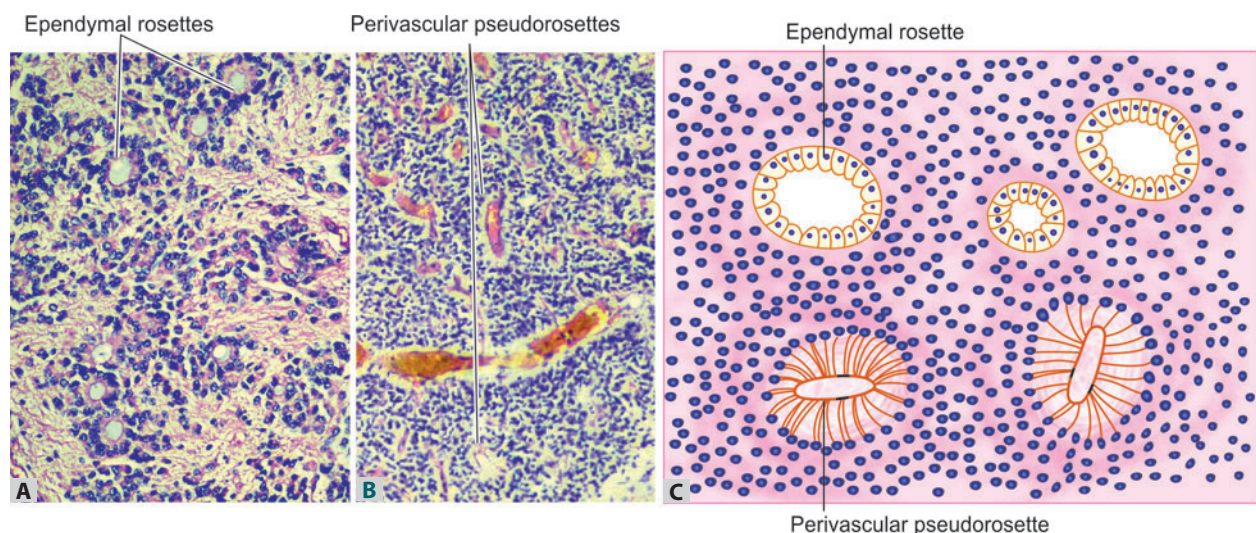 Ependymal rosettes
Perivascular pseudorosettes
Ependymal rosette
A
B
C
Perivascular pseudorosette